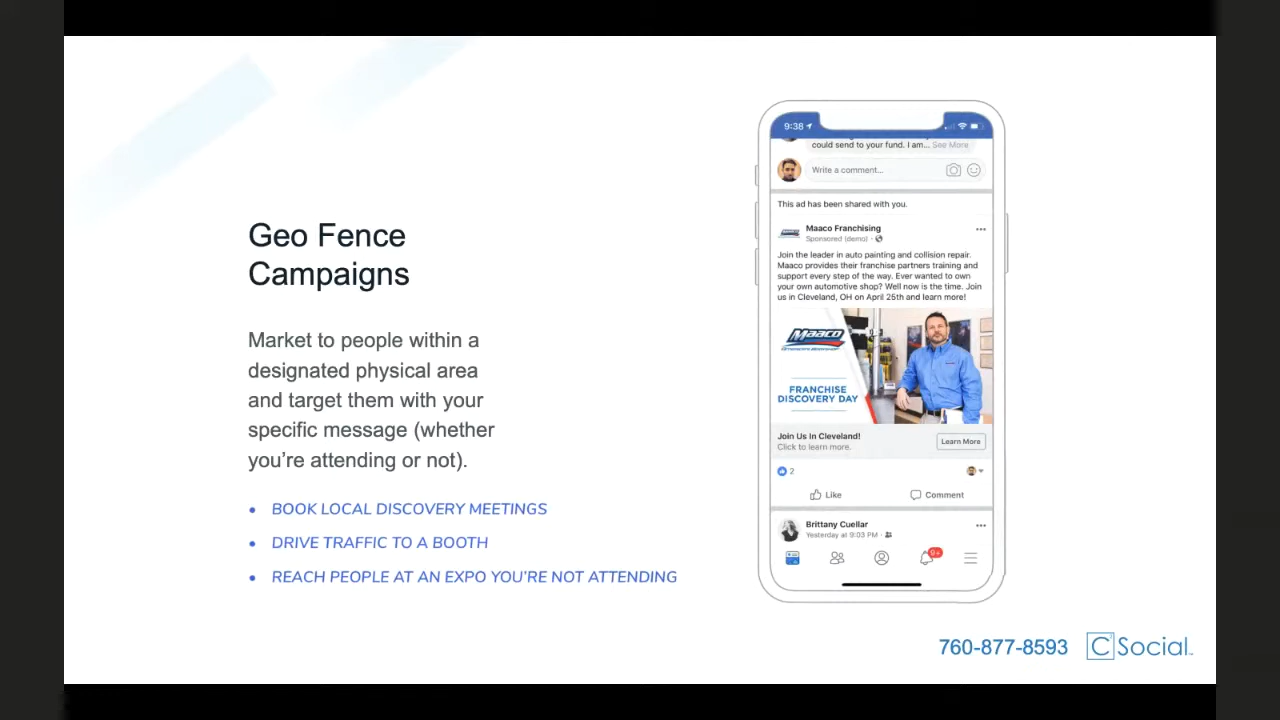 Geo Fence
Campaigns
Market to people within a
designated physical area
and target them with your
specific message (whether
you’re attending or not).
• BOOK LOCAL DISCOVERY MEETINGS
• DRIVE TRAFFIC TO A BOOTH
• REACH PEOPLE AT AN EXPO YOU’RE NOT ATTENDING
9:38
could send to your fund. I am... See More
Write a comment...
This ad has been shared with you.
Maaco Franchising
Sponsored (demo) ·
Join the leader in auto painting and collision repair.
Maaco provides their franchise partners training and
support every step of the way. Ever wanted to own
your own automotive shop? Well now is the time. Join
us in Cleveland, OH on April 25th and learn more!
MAACO
FRANCHISE
DISCOVERY DAY
Join Us In Cleveland!
Click to learn more.
Learn More
2
Like
Comment
Brittany Cuellar
Yesterday at 9:03 PM ·
9+
760-877-8593
C Social